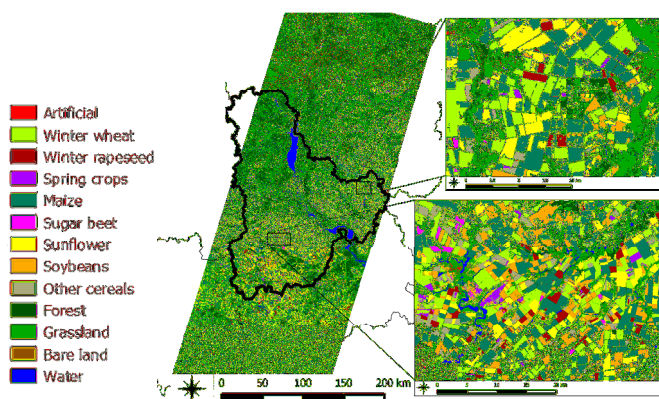 Artificial
Winter wheat
Winter rapeseed
Spring crops
Maize
Sugar beet
Sunflower
Soybeans
Other cereals
Forest
Grassland
Bare land
Water
0 50 100 150 200 km